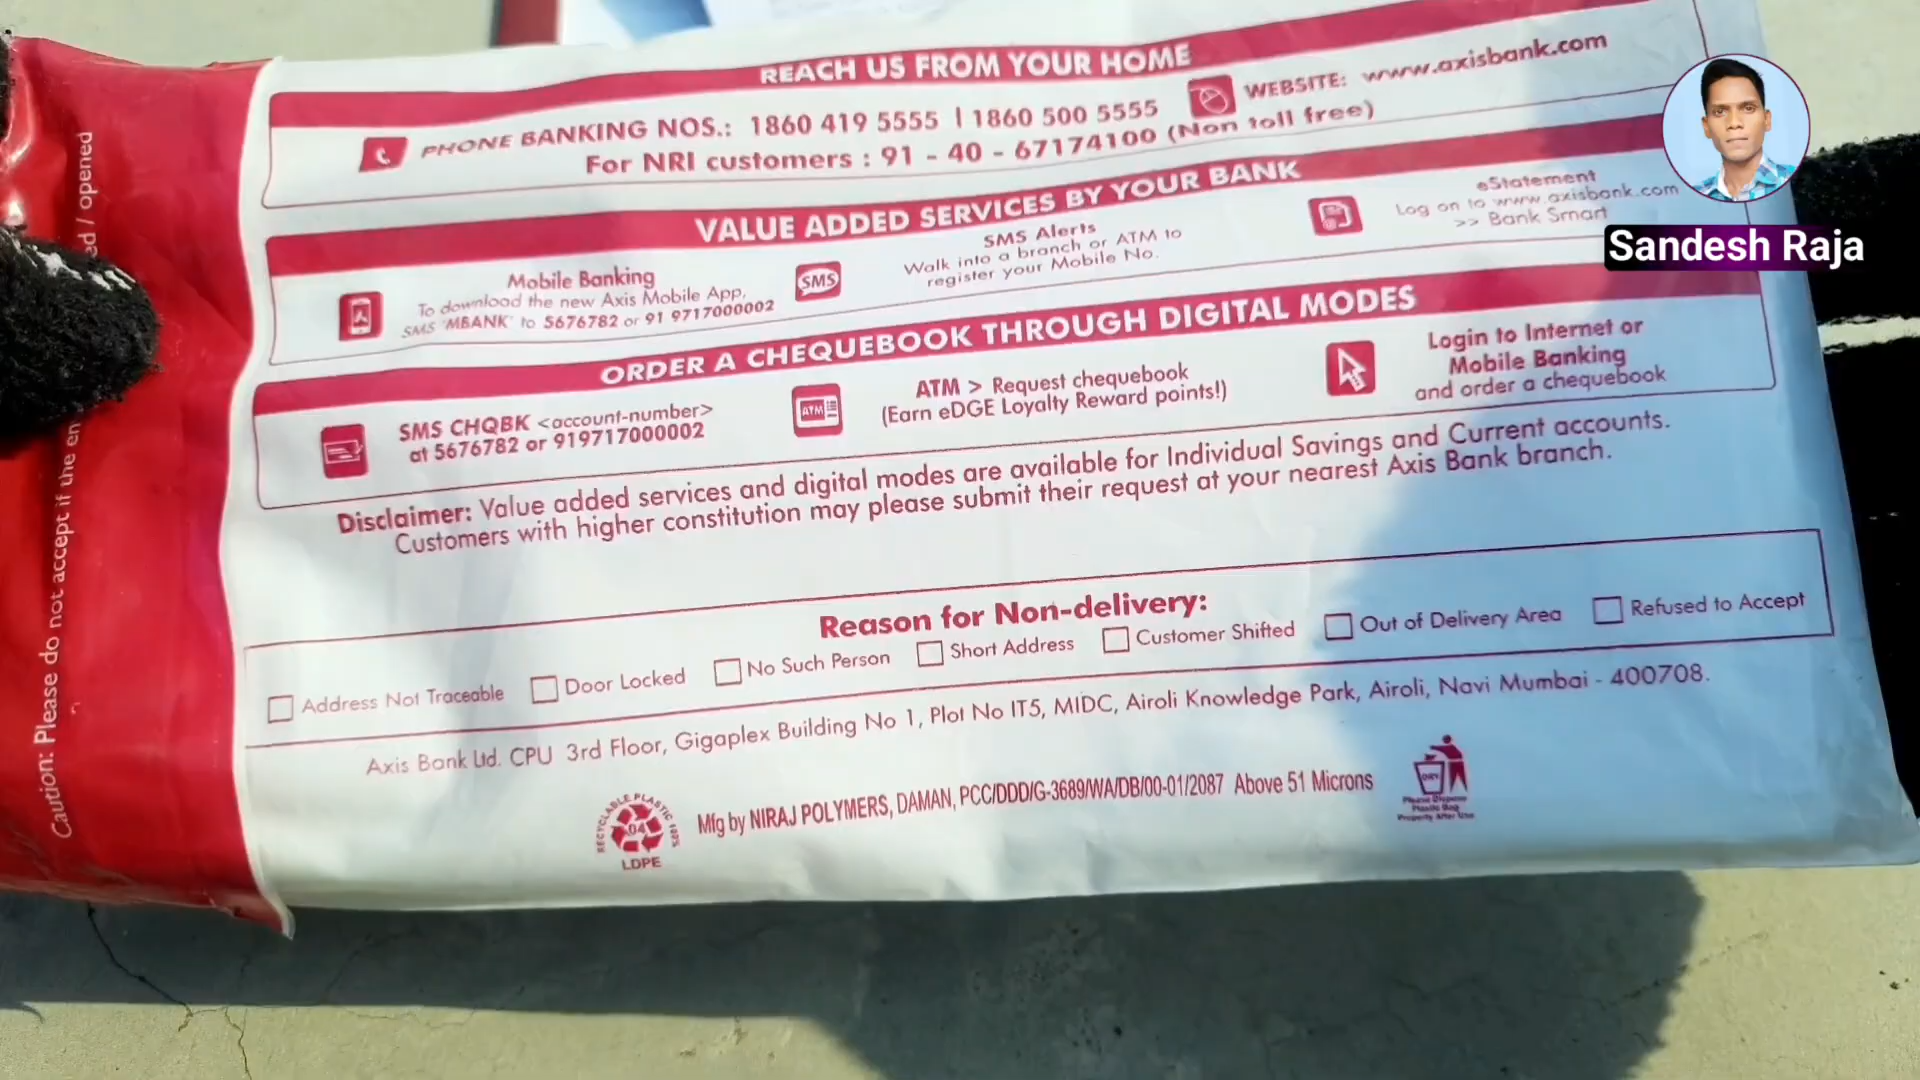 REACH US FROM YOUR HOME
PHONE BANKING NOS.: 1860 419 5555 | 1860 500 5555
WEBSITE: www.axisbank.com
For NRI customers : 91 - 40 - 67174100 (Non toll free)
VALUE ADDED SERVICES BY YOUR BANK
Mobile Banking
To download the new Axis Mobile App,
SMS 'MBANK' to 5676782 or 91 9717000002
SMS
SMS Alerts
Walk into a branch or ATM to
register your Mobile No.
eStatement
Log on to www.axisbank.com
>> Bank Smart
Sandesh Raja
ORDER A CHEQUEBOOK THROUGH DIGITAL MODES
SMS CHQBK <account-number>
at 5676782 or 919717000002
ATM
ATM > Request chequebook
(Earn eDGE Loyalty Reward points!)
Login to Internet or
Mobile Banking
and order a chequebook
Disclaimer: Value added services and digital modes are available for Individual Savings and Current accounts.
Customers with higher constitution may please submit their request at your nearest Axis Bank branch.
Reason for Non-delivery:
Address Not Traceable
Door Locked
No Such Person
Short Address
Customer Shifted
Out of Delivery Area
Refused to Accept
Axis Bank Ltd. CPU 3rd Floor, Gigaplex Building No 1, Plot No IT5, MIDC, Airoli Knowledge Park, Airoli, Navi Mumbai - 400708.
RECYCLABLE PLASTIC 100%
04
LDPE
Mfg by NIRAJ POLYMERS, DAMAN, PCC/DDD/G-3689/WA/DB/00-01/2087 Above 51 Microns
DRY
Please Dispose
Plastic Bag
Properly After Use
Caution: Please do not accept if the en
ed / opened